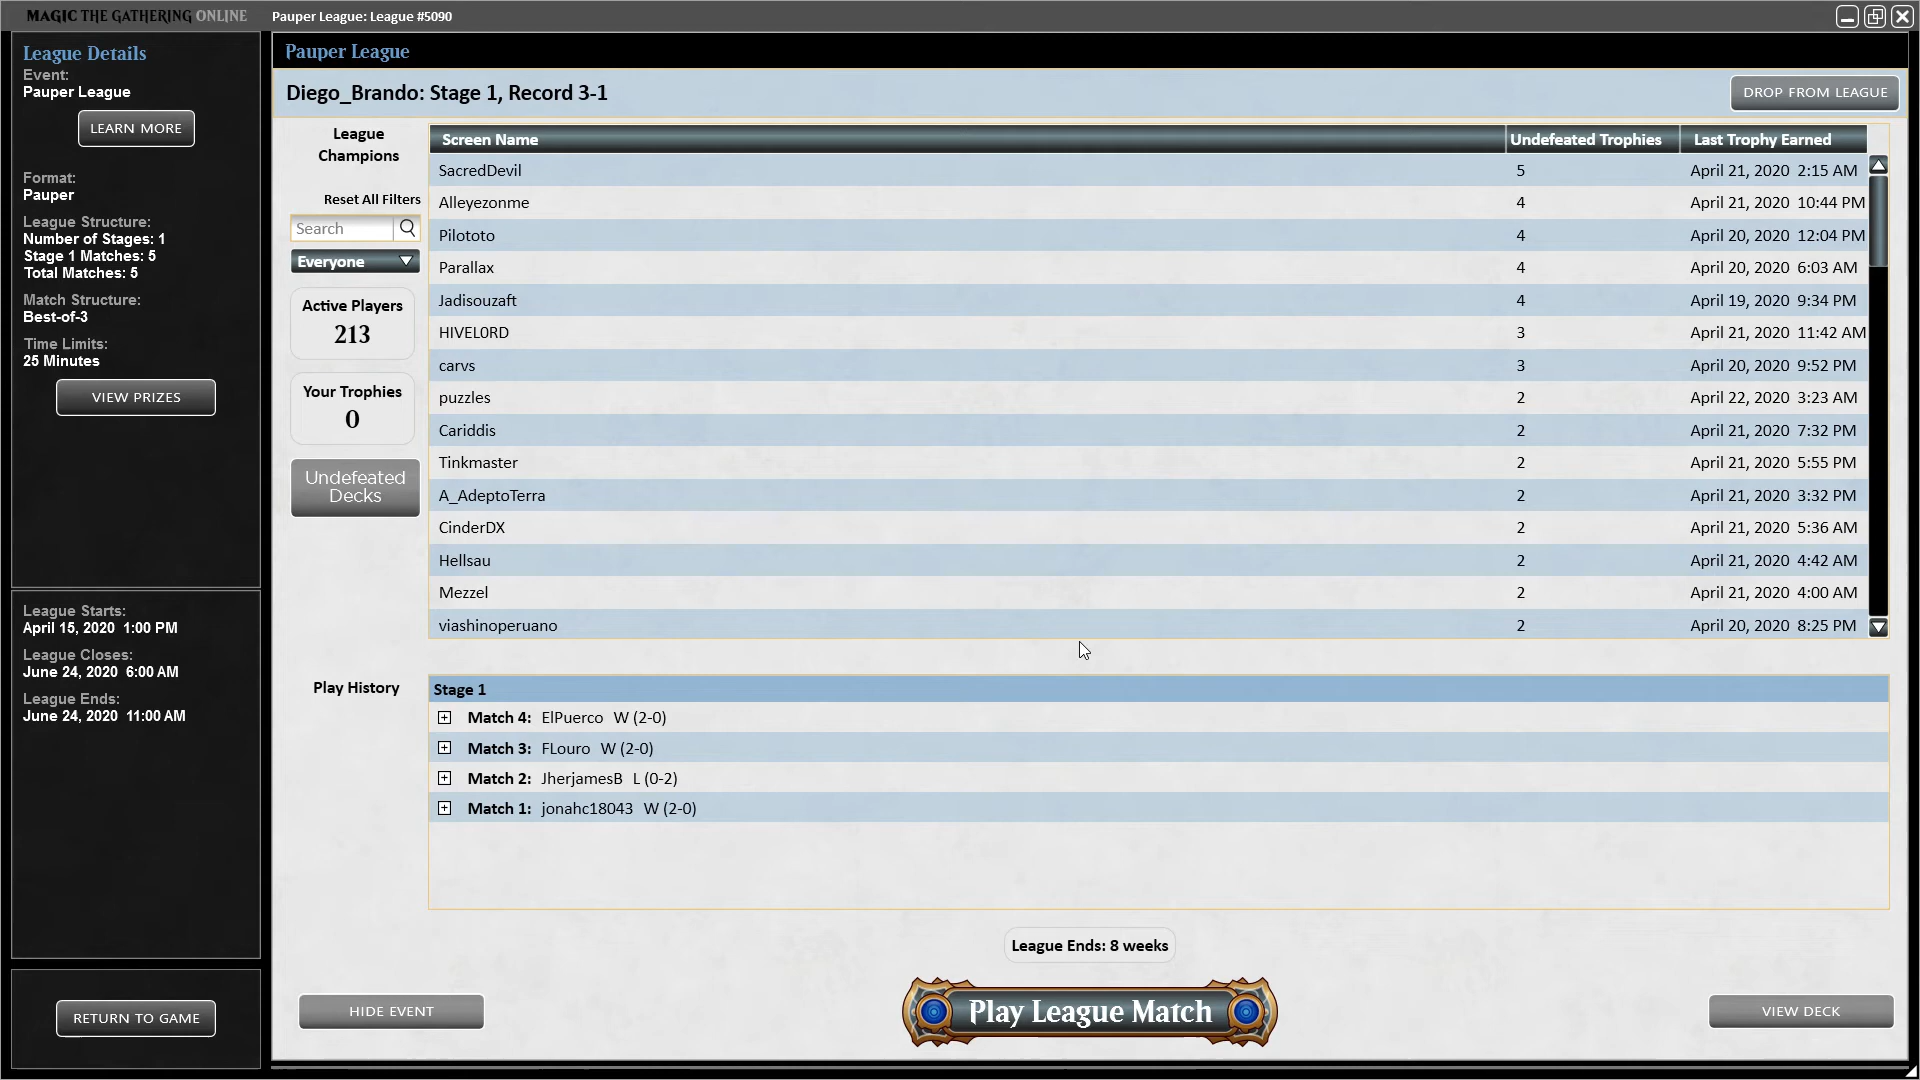 MAGIC THE GATHERING ONLINE
Pauper League: League #5090
League Details
Event:
Pauper League
LEARN MORE
Format:
Pauper
League Structure:
Number of Stages: 1
Stage 1 Matches: 5
Total Matches: 5
Match Structure:
Best-of-3
Time Limits:
25 Minutes
VIEW PRIZES
League Starts:
April 15, 2020 1:00 PM
League Closes:
June 24, 2020 6:00 AM
League Ends:
June 24, 2020 11:00 AM
RETURN TO GAME
Pauper League
Diego_Brando: Stage 1, Record 3-1
DROP FROM LEAGUE
League
Champions
Reset All Filters
Search
Everyone
Active Players
213
Your Trophies
0
Undefeated
Decks
Screen Name Undefeated Trophies Last Trophy Earned
SacredDevil 5 April 21, 2020 2:15 AM
Alleyezonme 4 April 21, 2020 10:44 PM
Pilototo 4 April 20, 2020 12:04 PM
Parallax 4 April 20, 2020 6:03 AM
Jadisouzaft 4 April 19, 2020 9:34 PM
HIVEL0RD 3 April 21, 2020 11:42 AM
carvs 3 April 20, 2020 9:52 PM
puzzles 2 April 22, 2020 3:23 AM
Cariddis 2 April 21, 2020 7:32 PM
Tinkmaster 2 April 21, 2020 5:55 PM
A_AdeptoTerra 2 April 21, 2020 3:32 PM
CinderDX 2 April 21, 2020 5:36 AM
Hellsau 2 April 21, 2020 4:42 AM
Mezzel 2 April 21, 2020 4:00 AM
viashinoperuano 2 April 20, 2020 8:25 PM
Play History
Stage 1
Match 4: ElPuerco W (2-0)
Match 3: FLouro W (2-0)
Match 2: JherjamesB L (0-2)
Match 1: jonahc18043 W (2-0)
League Ends: 8 weeks
HIDE EVENT
Play League Match
VIEW DECK